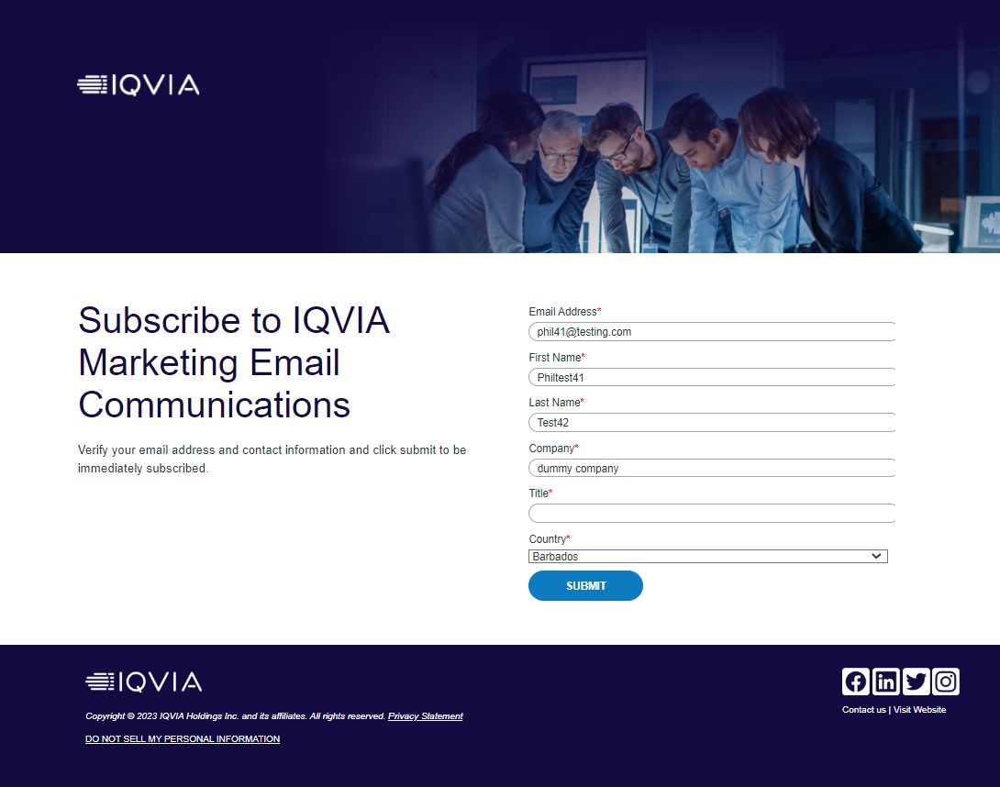 IQVIA
Subscribe to IQVIA
Marketing Email
Communications
Verify your email address and contact information and click submit to be
immediately subscribed.
Email Address*
phil41@testing.com
First Name*
Philtest41
Last Name*
Test42
Company*
dummy company
Title*
Country*
Barbados
SUBMIT
IQVIA
Copyright © 2023 IQVIA Holdings Inc. and its affiliates. All rights reserved. Privacy Statement
DO NOT SELL MY PERSONAL INFORMATION
Contact us | Visit Website